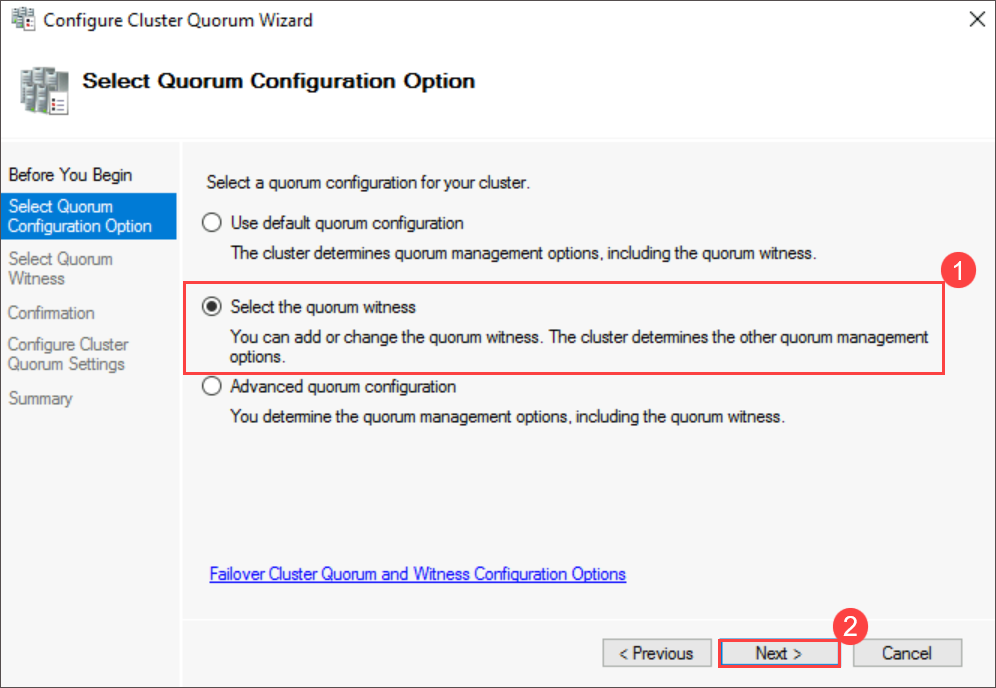 Configure Cluster Quorum Wizard
Select Quorum Configuration Option
Before You Begin
Select Quorum
Configuration Option
Select Quorum
Witness
Confirmation
Configure Cluster
Quorum Settings
Summary
Select a quorum configuration for your cluster.
Use default quorum configuration
The cluster determines quorum management options, including the quorum witness.
1
Select the quorum witness
You can add or change the quorum witness. The cluster determines the other quorum management
options.
Advanced quorum configuration
You determine the quorum management options, including the quorum witness.
Failover Cluster Quorum and Witness Configuration Options
2
< Previous
Next >
Cancel